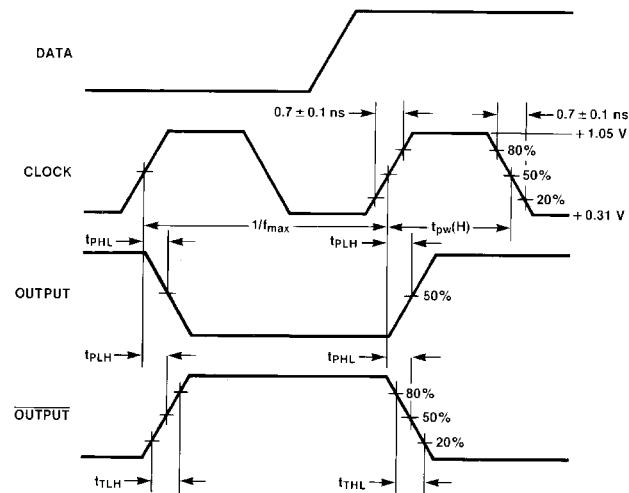 DATA
0.7 ± 0.1 ns
0.7 ± 0.1 ns
+ 1.05 V
80%
CLOCK
50%
20%
+ 0.31 V
1/fmax
tpw(H)
tPHL
tPLH
OUTPUT
50%
tPLH
tPHL
80%
OUTPUT
50%
20%
tTLH
tTHL